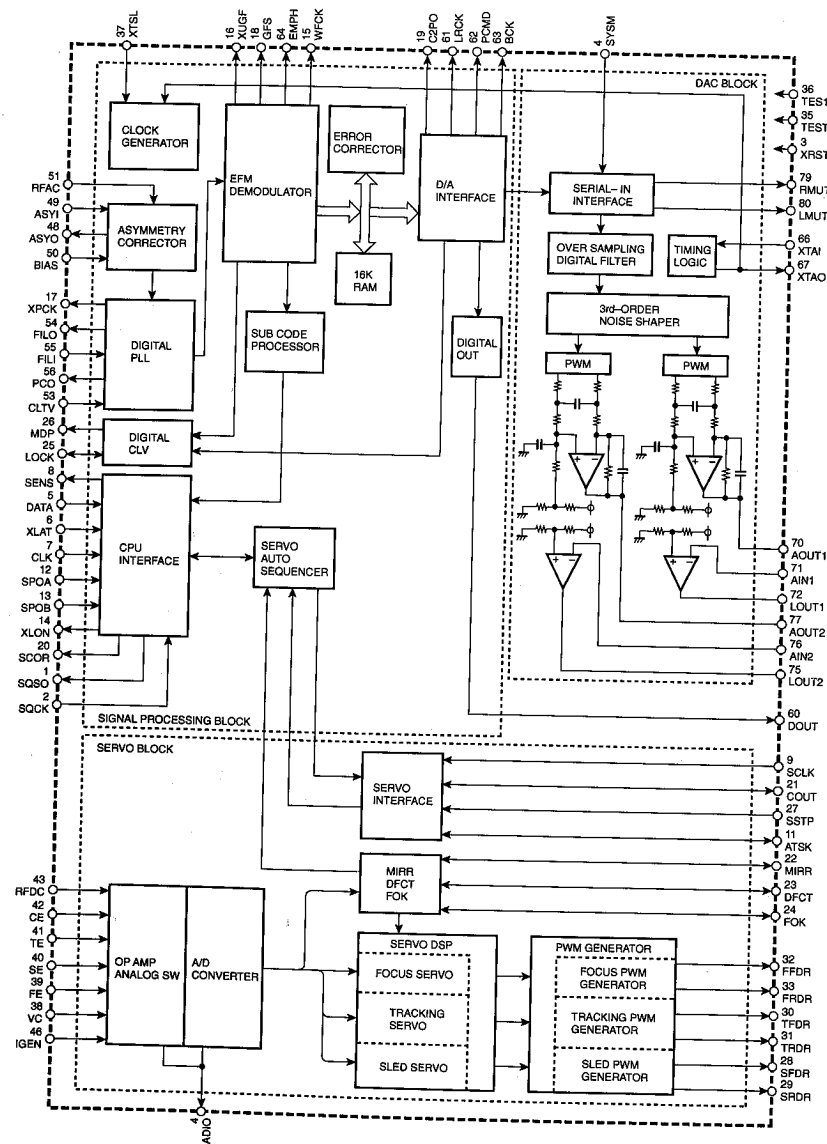 37
XTSL
16
XUGF
18
GFS
64
EMPH
15
WFCK
19
C2PO
61
LRCK
62
PCMD
63
BCK
4
SYSM
DAC BLOCK
36
TES1
35
TEST
3
XRST
79
RMUT
80
LMUT
66
XTAI
67
XTAO
CLOCK
GENERATOR
EFM
DEMODULATOR
ERROR
CORRECTOR
D/A
INTERFACE
SERIAL-IN
INTERFACE
51
RFAC
49
ASYI
48
ASYO
50
BIAS
ASYMMETRY
CORRECTOR
16K
RAM
OVER SAMPLING
DIGITAL FILTER
TIMING
LOGIC
17
XPCK
54
FILO
55
FILI
56
PCO
53
CLTV
DIGITAL
PLL
SUB CODE
PROCESSOR
DIGITAL
OUT
3rd-ORDER
NOISE SHAPER
PWM
PWM
26
MDP
25
LOCK
DIGITAL
CLV
+ -
+ -
8
SENS
5
DATA
6
XLAT
7
CLK
12
SPOA
13
SPOB
14
XLON
20
SCOR
1
SQSO
2
SQCK
CPU
INTERFACE
SERVO
AUTO
SEQUENCER
+ -
+ -
70
AOUT1
71
AIN1
72
LOUT1
77
AOUT2
76
AIN2
75
LOUT2
60
DOUT
SIGNAL PROCESSING BLOCK
SERVO BLOCK
SERVO
INTERFACE
9
SCLK
21
COUT
27
SSTP
11
ATSK
22
MIRR
23
DFCT
24
FOK
MIRR
DFCT
FOK
43
RFDC
42
CE
41
TE
40
SE
39
FE
38
VC
46
IGEN
OP AMP
ANALOG SW
A/D
CONVERTER
SERVO DSP
FOCUS SERVO
TRACKING
SERVO
SLED SERVO
PWM GENERATOR
FOCUS PWM
GENERATOR
TRACKING PWM
GENERATOR
SLED PWM
GENERATOR
32
FFDR
33
FRDR
30
TFDR
31
TRDR
28
SFDR
29
SRDR
4
ADIO